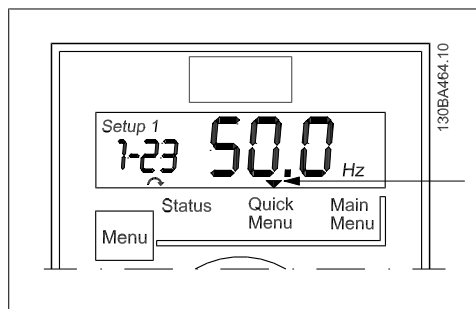 Setup 1
1-23 50.0 Hz
Status Quick Menu Main Menu
Menu
130BA464.10